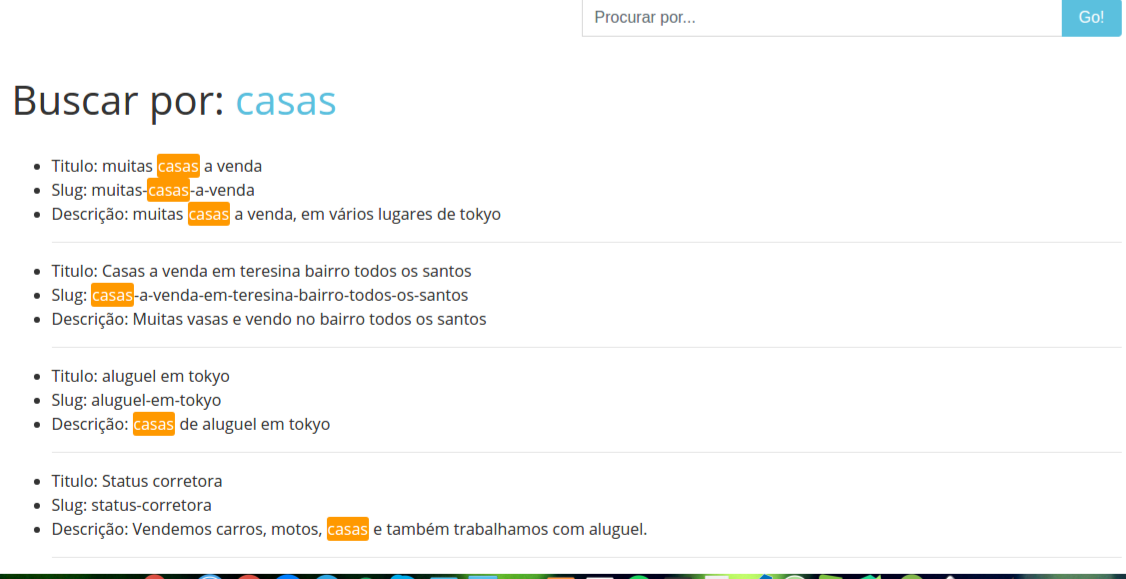 Procurar por... Go!
Buscar por: casas
Titulo: muitas casas a venda
Slug: muitas-casas-a-venda
Descrição: muitas casas a venda, em vários lugares de tokyo
Titulo: Casas a venda em teresina bairro todos os santos
Slug: casas-a-venda-em-teresina-bairro-todos-os-santos
Descrição: Muitas vasas e vendo no bairro todos os santos
Titulo: aluguel em tokyo
Slug: aluguel-em-tokyo
Descrição: casas de aluguel em tokyo
Titulo: Status corretora
Slug: status-corretora
Descrição: Vendemos carros, motos, casas e também trabalhamos com aluguel.